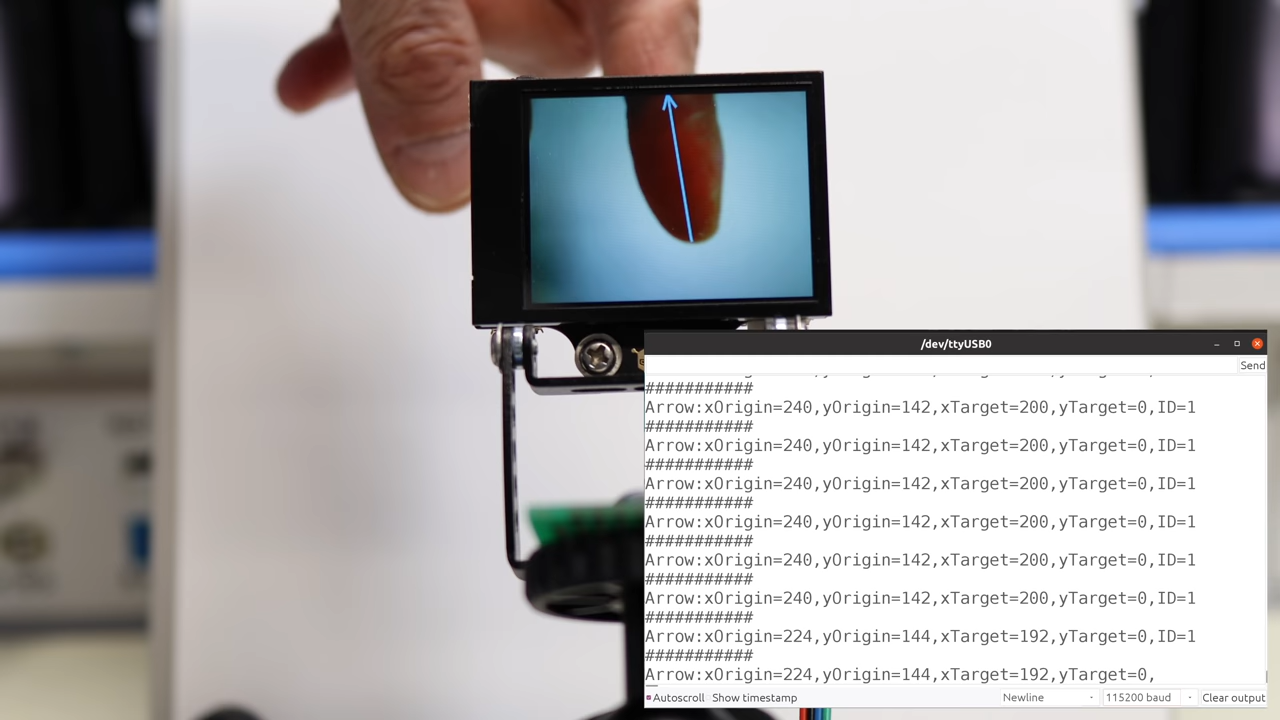 /dev/ttyUSB0
Send
###########
Arrow:xOrigin=240,yOrigin=142,xTarget=200,yTarget=0,ID=1
###########
Arrow:xOrigin=240,yOrigin=142,xTarget=200,yTarget=0,ID=1
###########
Arrow:xOrigin=240,yOrigin=142,xTarget=200,yTarget=0,ID=1
###########
Arrow:xOrigin=240,yOrigin=142,xTarget=200,yTarget=0,ID=1
###########
Arrow:xOrigin=240,yOrigin=142,xTarget=200,yTarget=0,ID=1
###########
Arrow:xOrigin=240,yOrigin=142,xTarget=200,yTarget=0,ID=1
###########
Arrow:xOrigin=224,yOrigin=144,xTarget=192,yTarget=0,ID=1
###########
Arrow:xOrigin=224,yOrigin=144,xTarget=192,yTarget=0,
Autoscroll Show timestamp Newline 115200 baud Clear output